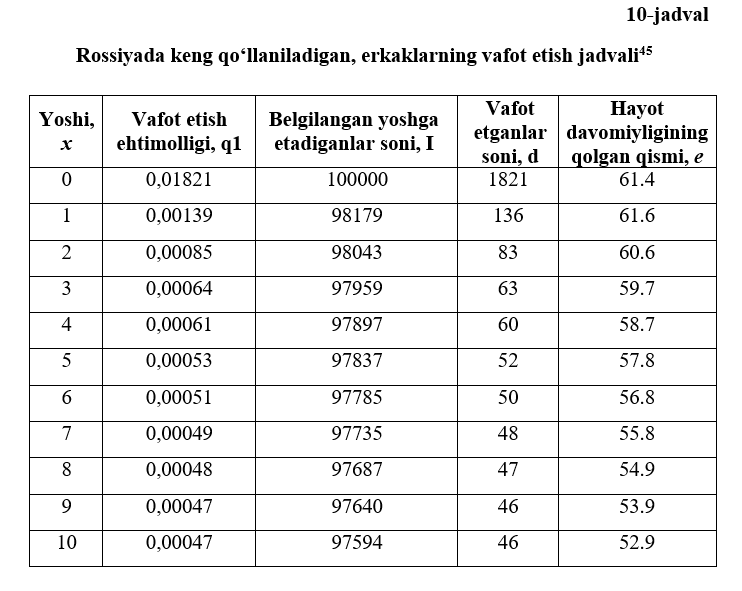 10-jadval
Rossiyada keng qo‘llaniladigan, erkaklarning vafot etish jadvali⁴⁵
Yoshi, x | Vafot etish ehtimolligi, q1 | Belgilangan yoshga etadiganlar soni, I | Vafot etganlar soni, d | Hayot davomiyligining qolgan qismi, e
0 | 0,01821 | 100000 | 1821 | 61.4
1 | 0,00139 | 98179 | 136 | 61.6
2 | 0,00085 | 98043 | 83 | 60.6
3 | 0,00064 | 97959 | 63 | 59.7
4 | 0,00061 | 97897 | 60 | 58.7
5 | 0,00053 | 97837 | 52 | 57.8
6 | 0,00051 | 97785 | 50 | 56.8
7 | 0,00049 | 97735 | 48 | 55.8
8 | 0,00048 | 97687 | 47 | 54.9
9 | 0,00047 | 97640 | 46 | 53.9
10 | 0,00047 | 97594 | 46 | 52.9